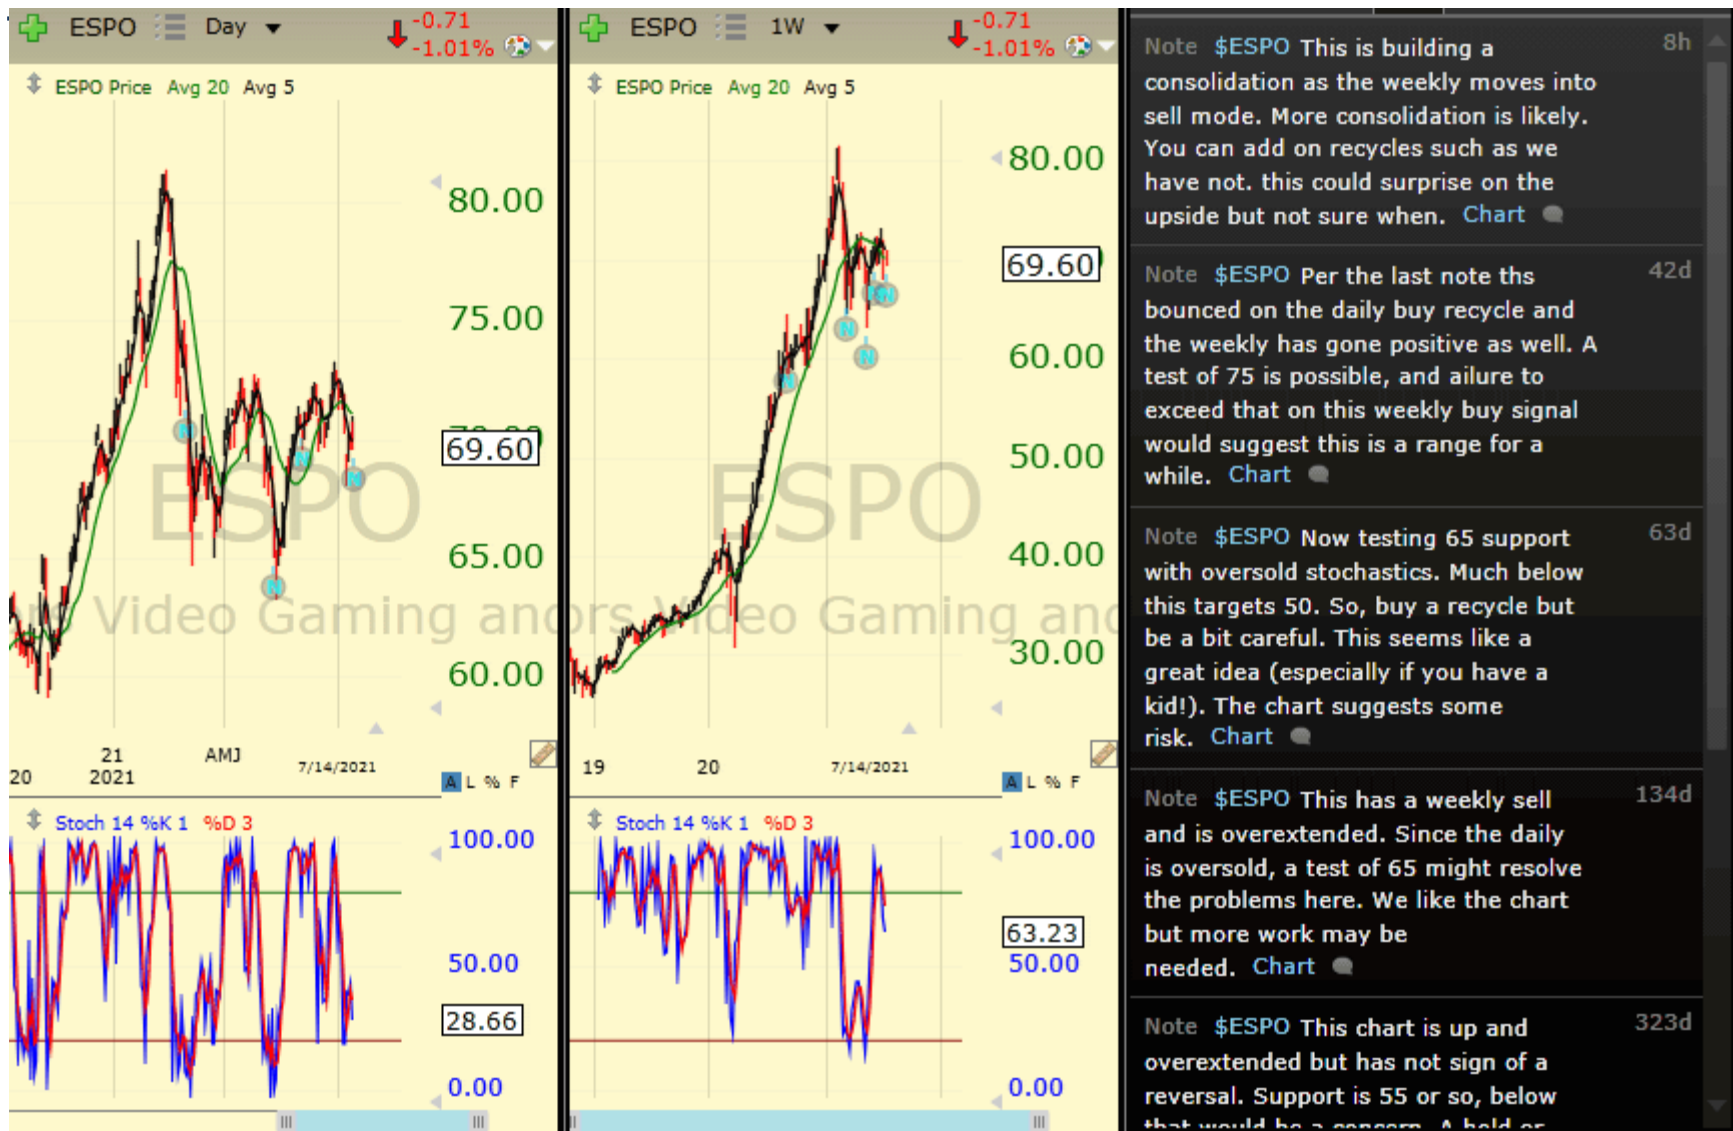 ESPO Day -0.71
-1.01%
ESPO Price Avg 20 Avg 5
80.00
75.00
69.60
65.00
60.00
ESPO
Video Gaming an
20
21
2021
AMJ
7/14/2021
A L % F
Stoch 14 %K 1 %D 3
100.00
50.00
28.66
0.00
N
N
N
N
ESPO 1W -0.71
-1.01%
ESPO Price Avg 20 Avg 5
80.00
69.60
60.00
50.00
40.00
30.00
ESPO
ors Video Gaming and
19
20
7/14/2021
A L % F
Stoch 14 %K 1 %D 3
100.00
63.23
50.00
0.00
N
N
N
N
Note $ESPO This is building a 8h
consolidation as the weekly moves into
sell mode. More consolidation is likely.
You can add on recycles such as we
have not. this could surprise on the
upside but not sure when. Chart
Note $ESPO Per the last note ths 42d
bounced on the daily buy recycle and
the weekly has gone positive as well. A
test of 75 is possible, and ailure to
exceed that on this weekly buy signal
would suggest this is a range for a
while. Chart
Note $ESPO Now testing 65 support 63d
with oversold stochastics. Much below
this targets 50. So, buy a recycle but
be a bit careful. This seems like a
great idea (especially if you have a
kid!). The chart suggests some
risk. Chart
Note $ESPO This has a weekly sell 134d
and is overextended. Since the daily
is oversold, a test of 65 might resolve
the problems here. We like the chart
but more work may be
needed. Chart
Note $ESPO This chart is up and 323d
overextended but has not sign of a
reversal. Support is 55 or so, below
that would be a concern. A hold or